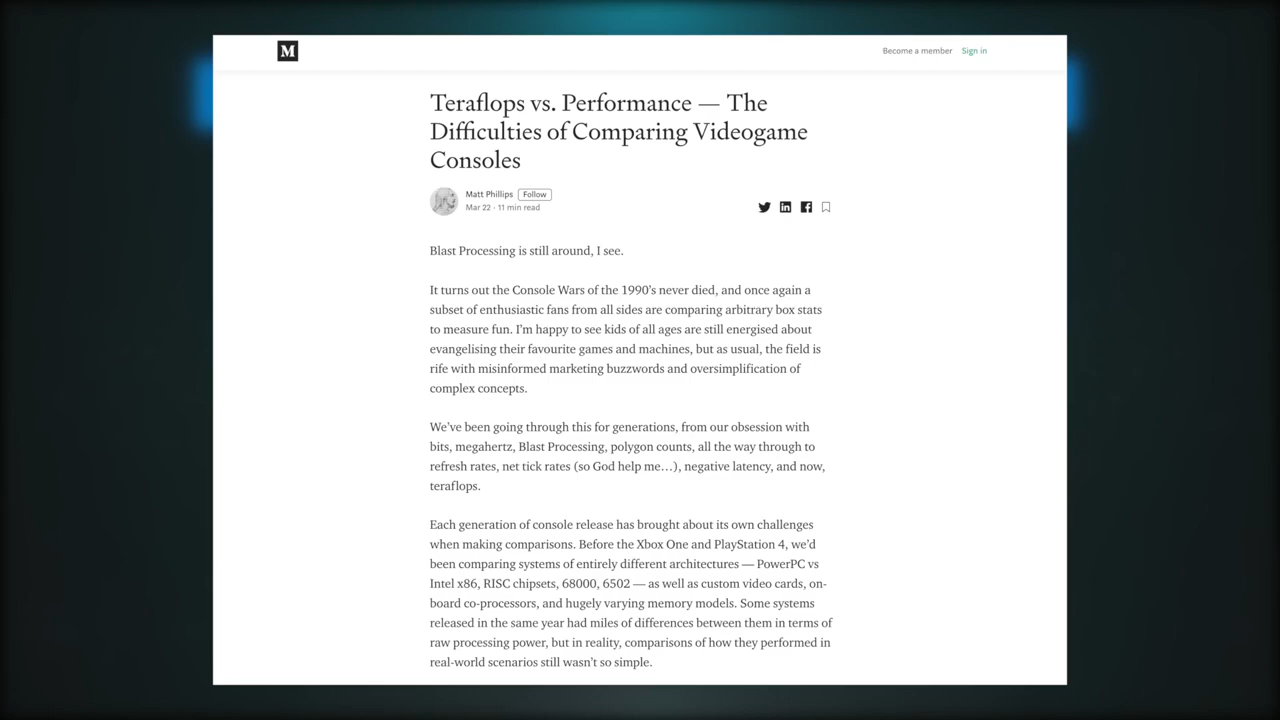 M
Become a member Sign in
Teraflops vs. Performance — The
Difficulties of Comparing Videogame
Consoles
Matt Phillips Follow
Mar 22 · 11 min read
Blast Processing is still around, I see.
It turns out the Console Wars of the 1990’s never died, and once again a
subset of enthusiastic fans from all sides are comparing arbitrary box stats
to measure fun. I’m happy to see kids of all ages are still energised about
evangelising their favourite games and machines, but as usual, the field is
rife with misinformed marketing buzzwords and oversimplification of
complex concepts.
We’ve been going through this for generations, from our obsession with
bits, megahertz, Blast Processing, polygon counts, all the way through to
refresh rates, net tick rates (so God help me…), negative latency, and now,
teraflops.
Each generation of console release has brought about its own challenges
when making comparisons. Before the Xbox One and PlayStation 4, we’d
been comparing systems of entirely different architectures — PowerPC vs
Intel x86, RISC chipsets, 68000, 6502 — as well as custom video cards, on-
board co-processors, and hugely varying memory models. Some systems
released in the same year had miles of differences between them in terms of
raw processing power, but in reality, comparisons of how they performed in
real-world scenarios still wasn’t so simple.